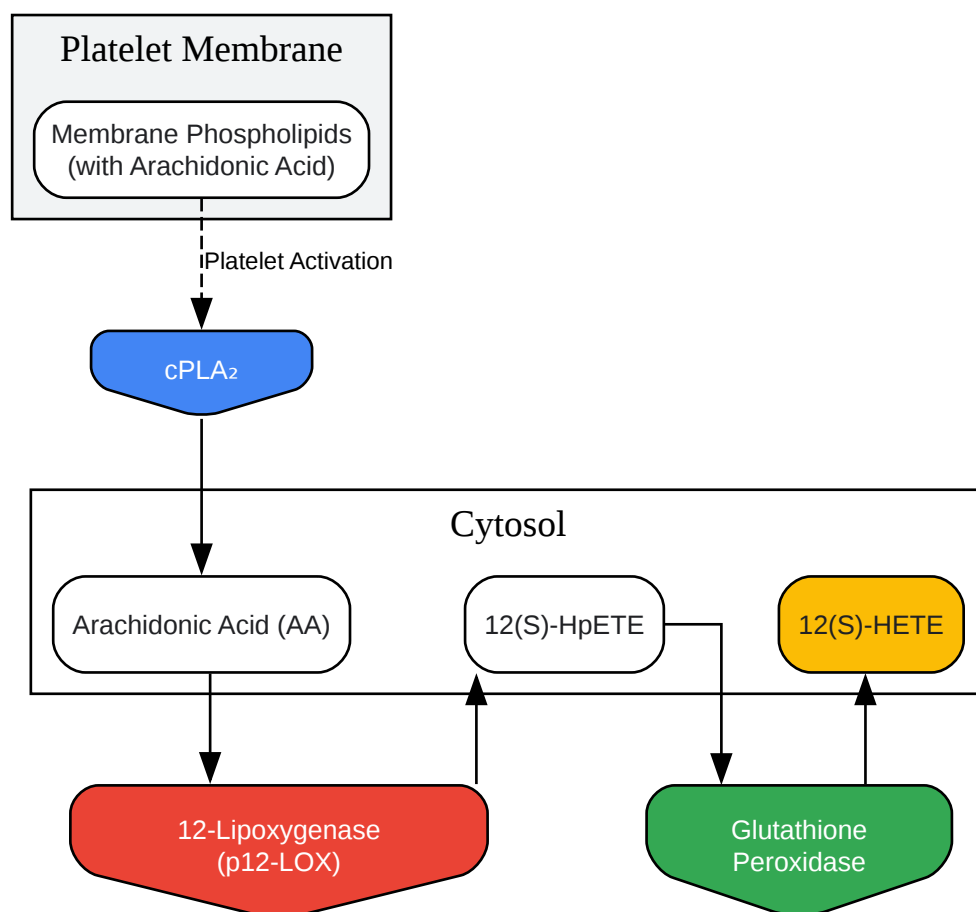 Platelet Membrane
Membrane Phospholipids
(with Arachidonic Acid)
Platelet Activation
cPLA₂
Cytosol
Arachidonic Acid (AA)
12(S)-HpETE
12(S)-HETE
12-Lipoxygenase
(p12-LOX)
Glutathione
Peroxidase